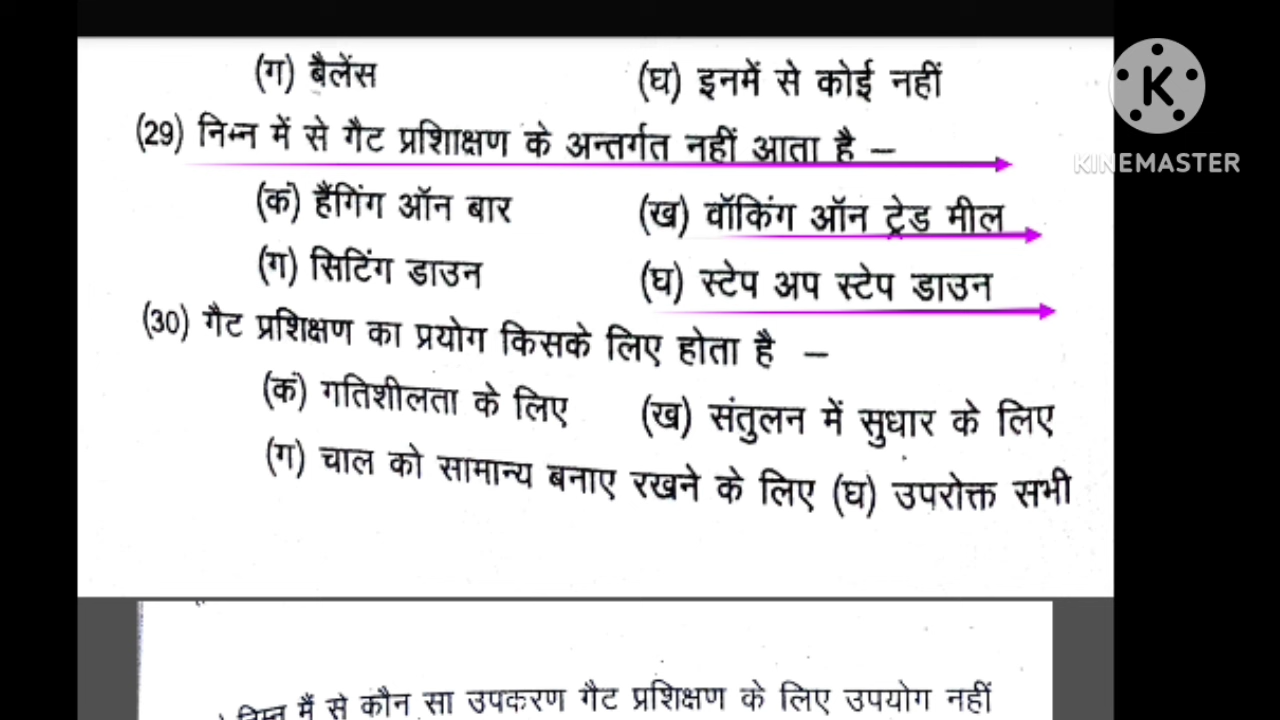 (ग) बैलेंस (घ) इनमें से कोई नहीं
KINEMASTER
(29) निम्न में से गैट प्रशिाक्षण के अन्तर्गत नहीं आता है –
(क) हैंगिंग ऑन बार (ख) वॉकिंग ऑन ट्रेड मील
(ग) सिटिंग डाउन (घ) स्टेप अप स्टेप डाउन
(30) गैट प्रशिक्षण का प्रयोग किसके लिए होता है –
(क) गतिशीलता के लिए (ख) संतुलन में सुधार के लिए
(ग) चाल को सामान्य बनाए रखने के लिए (घ) उपरोक्त सभी
निम्न मैं से कौन सा उपकरण गैट प्रशिक्षण के लिए उपयोग नहीं